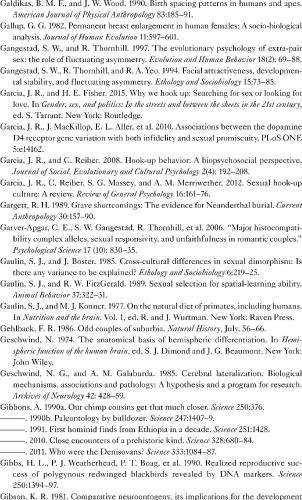 Galdikas, B. M. F., and J. W. Wood. 1990. Birth spacing patterns in humans and apes.
American Journal of Physical Anthropology 83:185–91.
Gallup, G. G. 1982. Permanent breast enlargement in human females: A socio-biological
analysis. Journal of Human Evolution 11:597–601.
Gangestad, S. W., and R. Thornhill. 1997. The evolutionary psychology of extra-pair
sex: the role of fluctuating asymmetry. Evolution and Human Behavior 18(2): 69–88.
Gangestad, S. W., R. Thornhill, and R. A. Yeo. 1994. Facial attractiveness, developmen-
tal stability, and fluctuating asymmetry. Ethology and Sociobiology 15:73–85.
Garcia, J. R., and H. E. Fisher. 2015. Why we hook up: Searching for sex or looking for
love. In Gender, sex, and politics: In the streets and between the sheets in the 21st century,
ed. S. Tarrant. New York: Routledge.
Garcia, J. R., J. MacKillop, E. L. Aller, et al. 2010. Associations between the dopamine
D4 receptor gene variation with both infidelity and sexual promiscuity. PLoS ONE
5:e14162.
Garcia, J. R., and C. Reiber. 2008. Hook-up behavior: A biopsychosocial perspective.
Journal of Social, Evolutionary and Cultural Psychology 2(4): 192–208.
Garcia, J. R., C. Reiber, S. G. Massey, and A. M. Merriwether. 2012. Sexual hook-up
culture: A review. Review of General Psychology 16:161–76.
Gargett, R. H. 1989. Grave shortcomings: The evidence for Neanderthal burial. Current
Anthropology 30:157–90.
Garver-Apgar, C. E., S. W. Gangestad, R. Thornhill, et al. 2006. “Major histocompati-
bility complex alleles, sexual responsivity, and unfaithfulness in romantic couples.”
Psychological Science 17 (10): 830–35.
Gaulin, S. J., and J. Boster. 1985. Cross-cultural differences in sexual dimorphism: Is
there any variance to be explained? Ethology and Sociobiology 6:219–25.
Gaulin, S. J., and R. W. FitzGerald. 1989. Sexual selection for spatial-learning ability.
Animal Behavior 37:322–31.
Gaulin, S. J., and M. J. Konner. 1977. On the natural diet of primates, including humans.
In Nutrition and the brain. Vol. 1, ed. R. and J. Wurtman. New York: Raven Press.
Gehlback, F. R. 1986. Odd couples of suburbia. Natural History, July. 56–66.
Geschwind, N. 1974. The anatomical basis of hemispheric differentiation. In Hemi-
spheric function of the human brain, ed. S. J. Dimond and J. G. Beaumont. New York:
John Wiley.
Geschwind, N. G., and A. M. Galaburda. 1985. Cerebral lateralization. Biological
mechanisms, associations and pathology: A hypothesis and a program for research.
Archives of Neurology 42: 428–59.
Gibbons, A. 1990a. Our chimp cousins get that much closer. Science 250:376.
———. 1990b. Paleontology by bulldozer. Science 247:1407–9.
———. 1991. First hominid finds from Ethiopia in a decade. Science 251:1428.
———. 2010. Close encounters of a prehistoric kind. Science 328:680–84.
———. 2011. Who were the Denisovans? Science 333:1084–87.
Gibbs, H. L., P. J. Weatherhead, P. T. Boag, et al. 1990. Realized reproductive suc-
cess of polygynous redwinged blackbirds revealed by DNA markers. Science
250:1394–97.
Gibson, K. R. 1981. Comparative neuroontogeny, its implications for the development